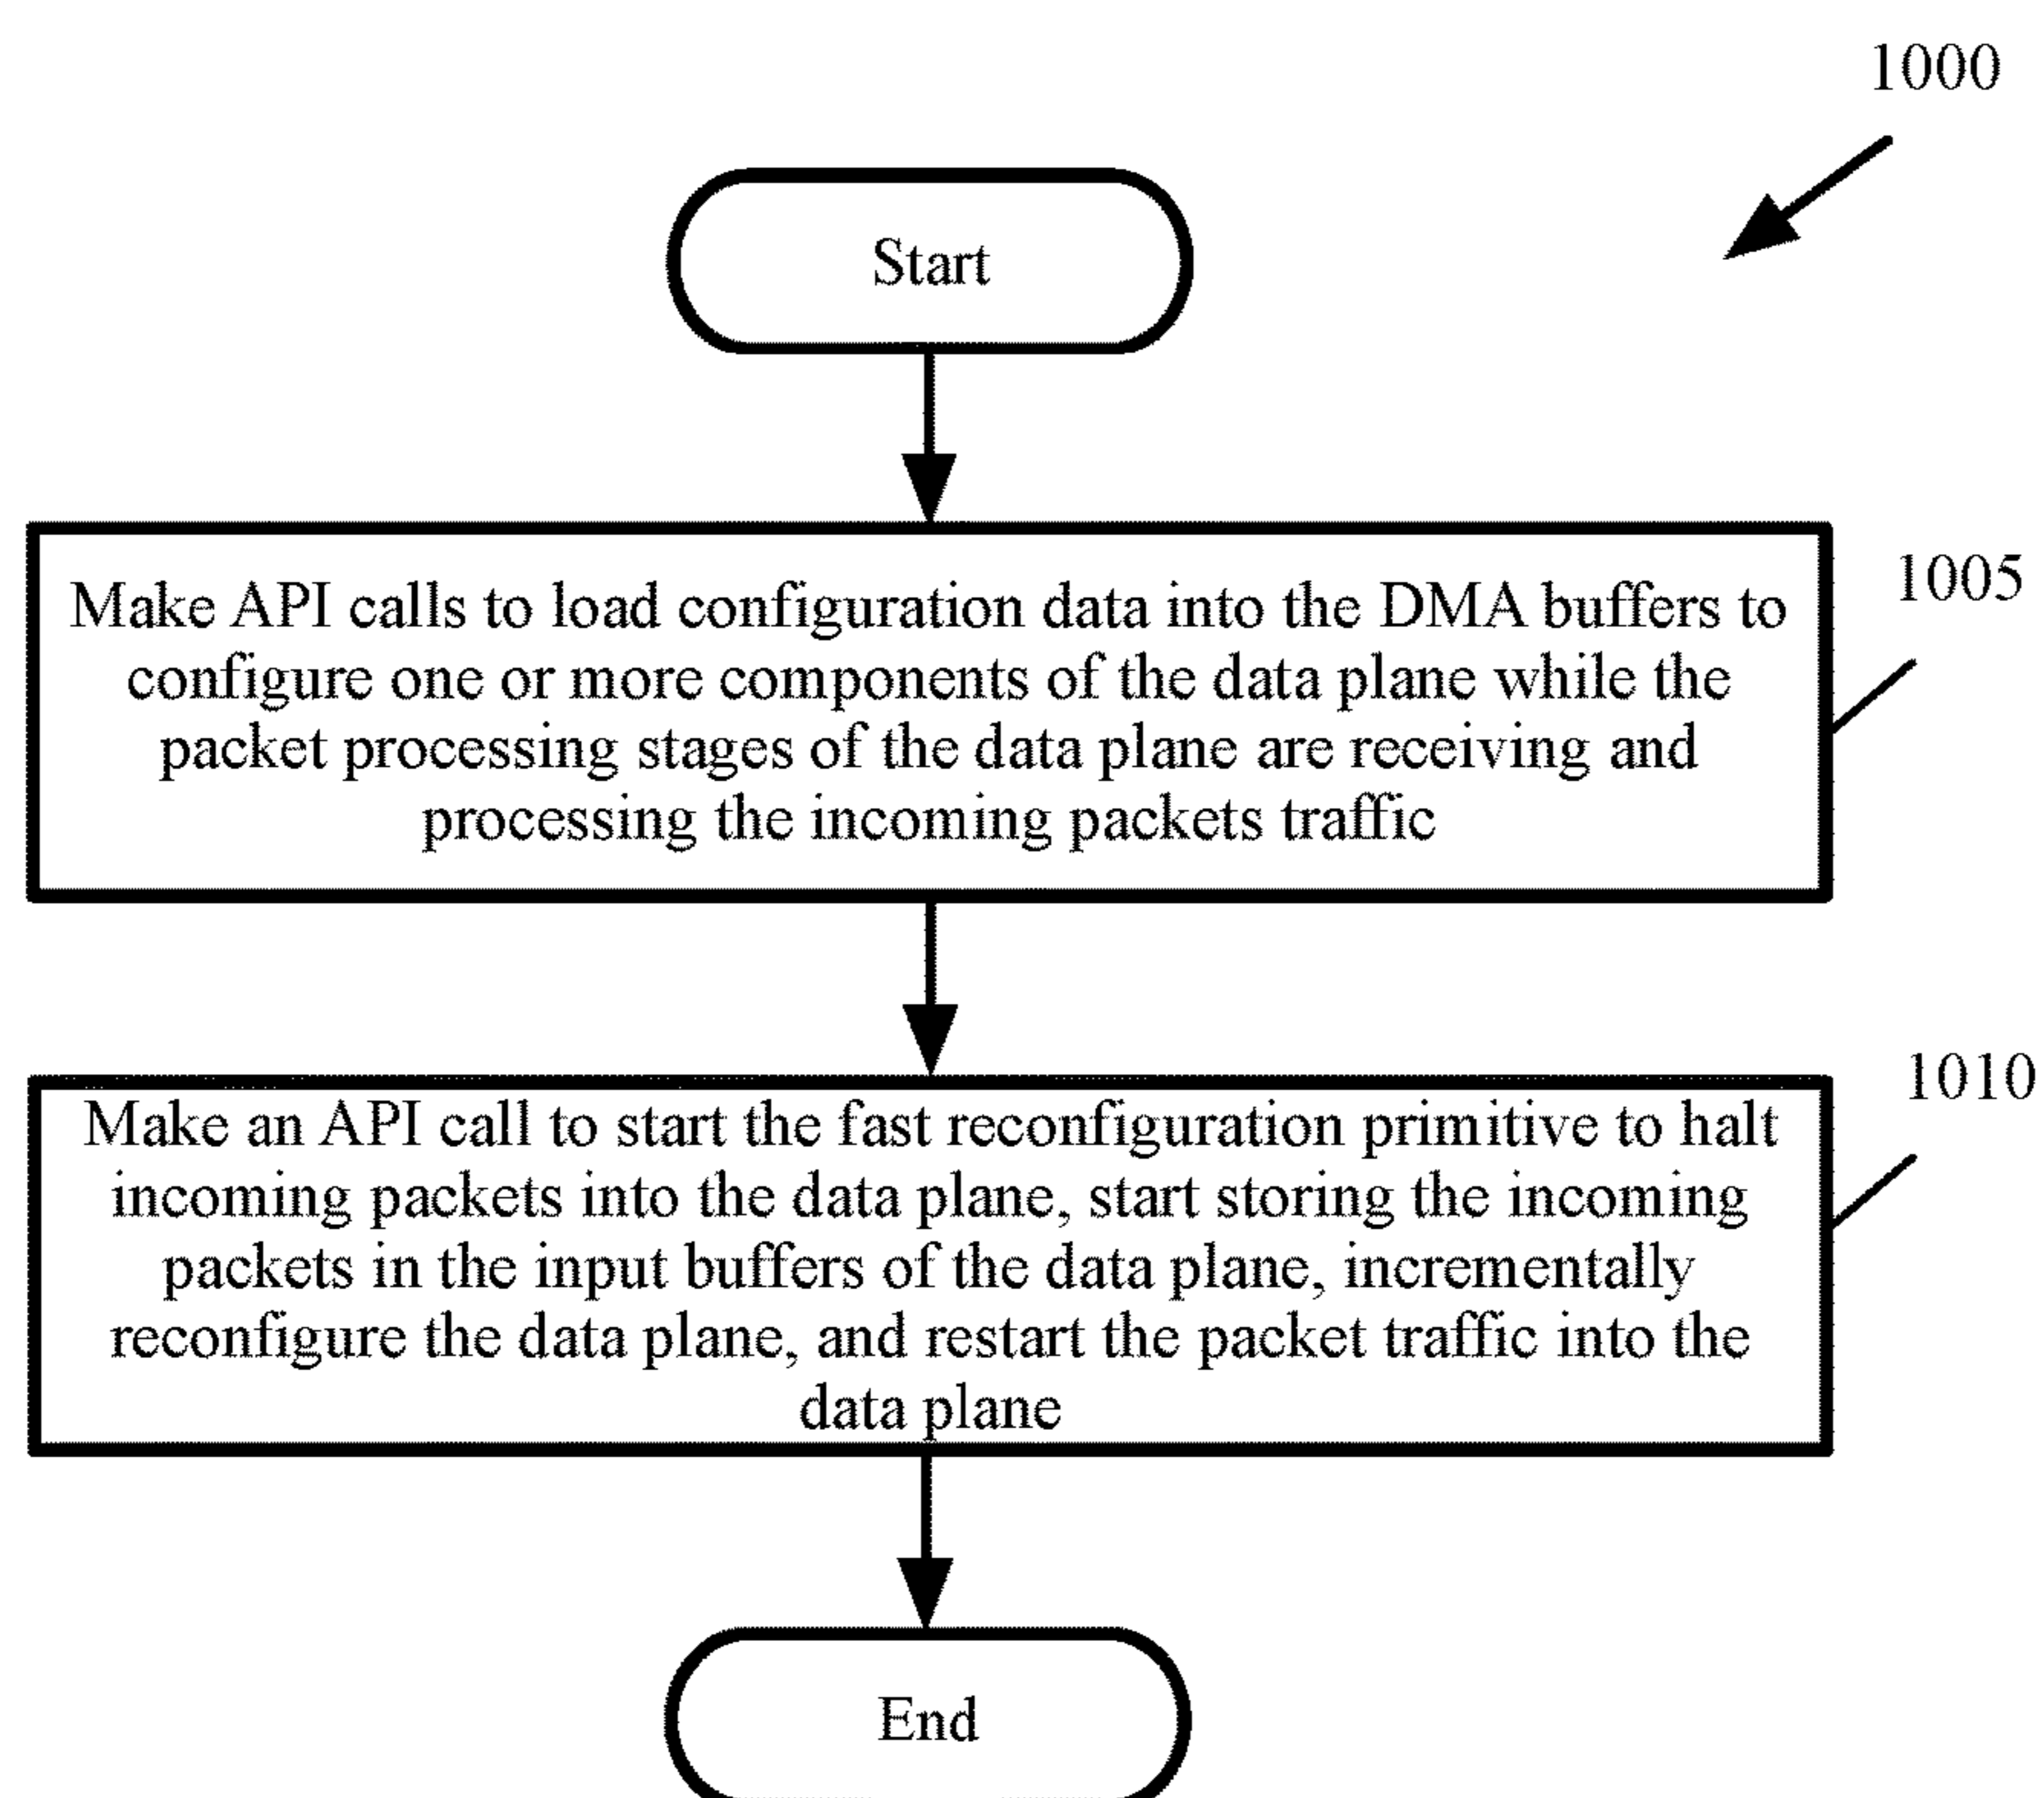 1000
Start
Make API calls to load configuration data into the DMA buffers to
configure one or more components of the data plane while the
packet processing stages of the data plane are receiving and
processing the incoming packets traffic
1005
Make an API call to start the fast reconfiguration primitive to halt
incoming packets into the data plane, start storing the incoming
packets in the input buffers of the data plane, incrementally
reconfigure the data plane, and restart the packet traffic into the
data plane
1010
End